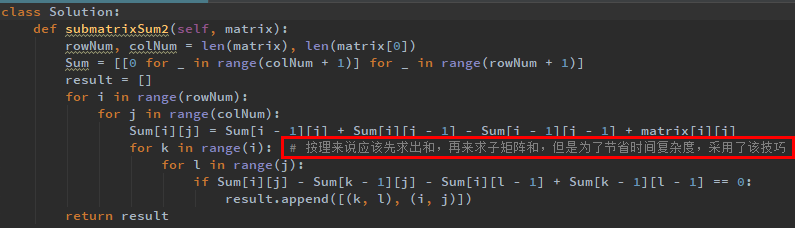 class Solution:
    def submatrixSum2(self, matrix):
        rowNum, colNum = len(matrix), len(matrix[0])
        Sum = [[0 for _ in range(colNum + 1)] for _ in range(rowNum + 1)]
        result = []
        for i in range(rowNum):
            for j in range(colNum):
                Sum[i][j] = Sum[i - 1][j] + Sum[i][j - 1] - Sum[i - 1][j - 1] + matrix[i][j]
                for k in range(i):  # 按理来说应该先求出和，再来求子矩阵和，但是为了节省时间复杂度，采用了该技巧
                    for l in range(j):
                        if Sum[i][j] - Sum[k - 1][j] - Sum[i][l - 1] + Sum[k - 1][l - 1] == 0:
                            result.append([(k, l), (i, j)])
        return result